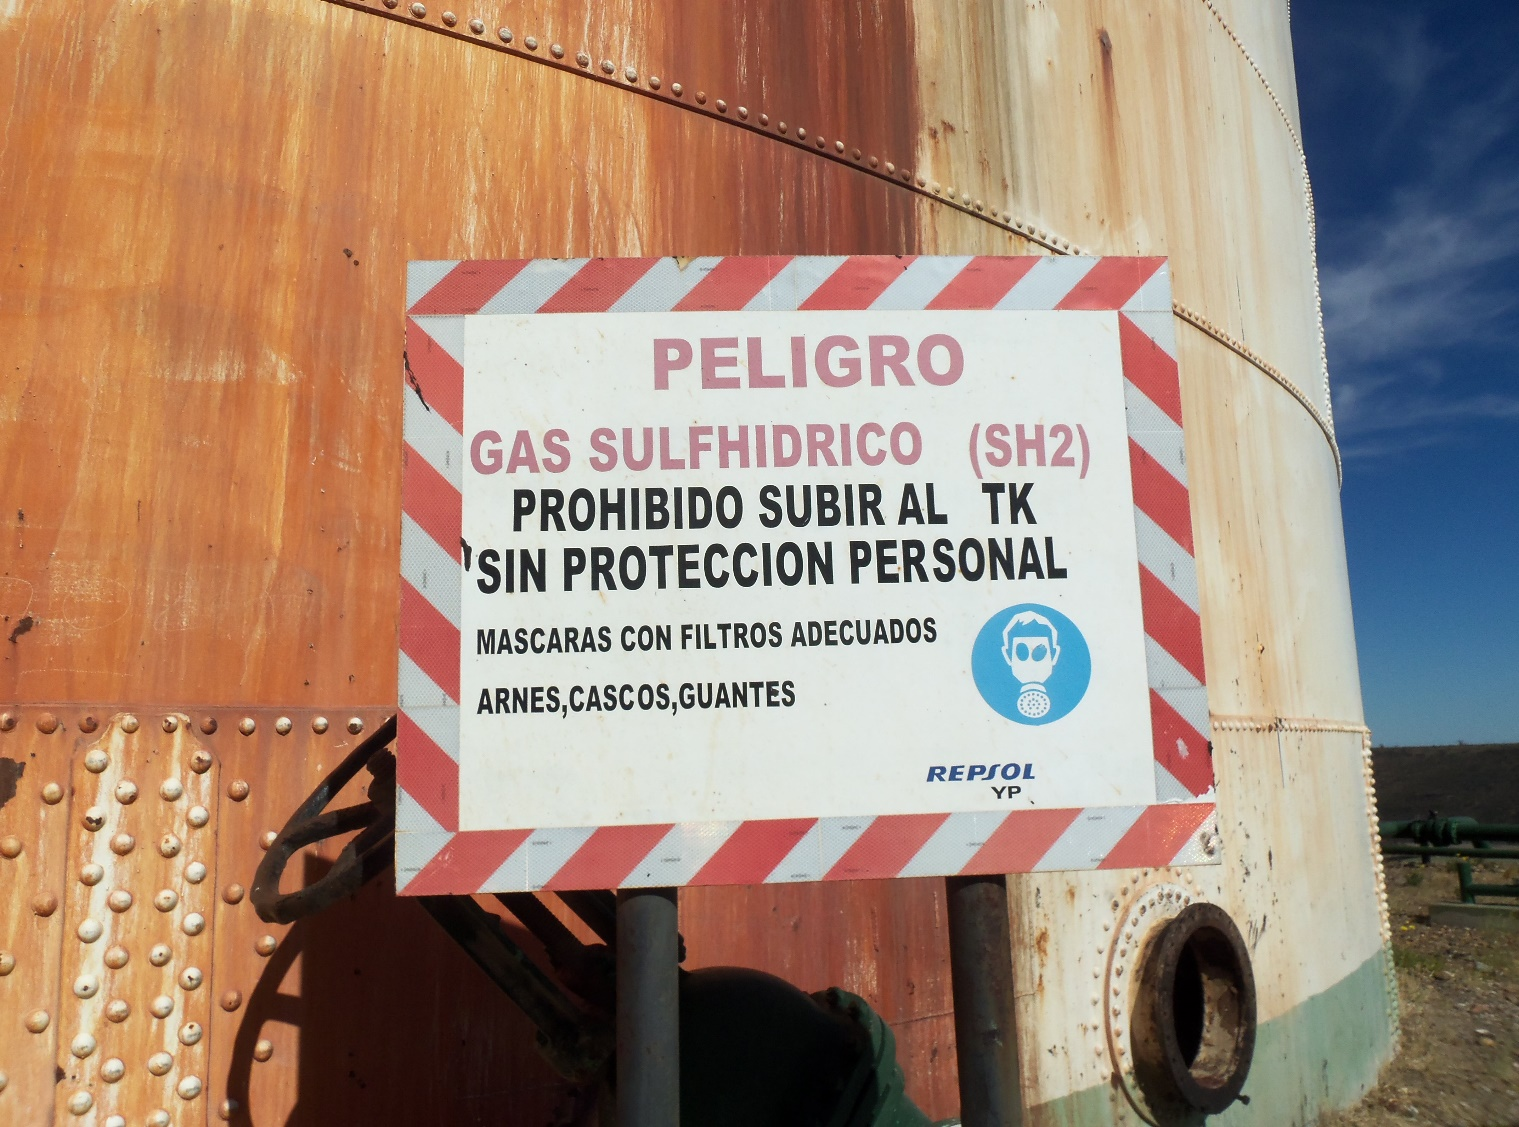 PELIGRO
GAS SULFHIDRICO (SH2)
PROHIBIDO SUBIR AL TK
SIN PROTECCION PERSONAL
MASCARAS CON FILTROS ADECUADOS
ARNES,CASCOS,GUANTES
REPSOL
YP